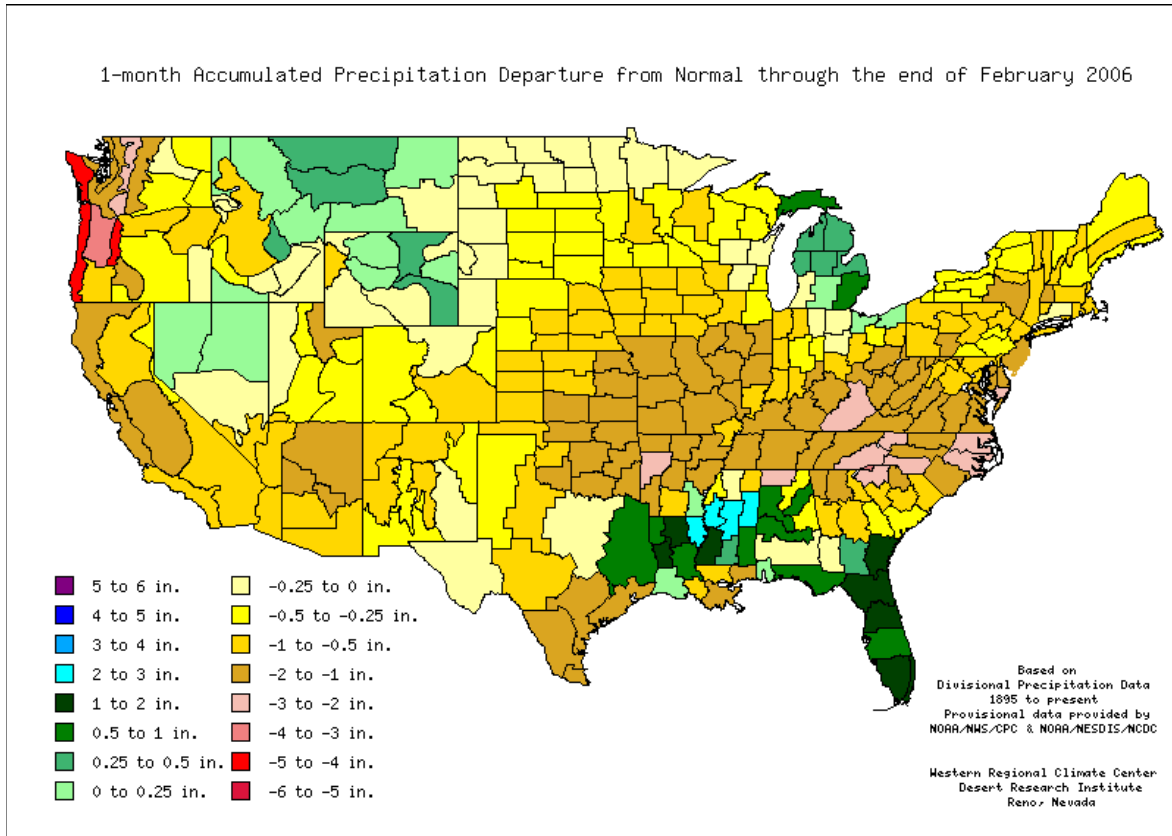 1-month Accumulated Precipitation Departure from Normal through the end of February 2006
5 to 6 in.
4 to 5 in.
3 to 4 in.
2 to 3 in.
1 to 2 in.
0.5 to 1 in.
0.25 to 0.5 in.
0 to 0.25 in.
-0.25 to 0 in.
-0.5 to -0.25 in.
-1 to -0.5 in.
-2 to -1 in.
-3 to -2 in.
-4 to -3 in.
-5 to -4 in.
-6 to -5 in.
Based on
Divisional Precipitation Data
1895 to present
Provisional data provided by
NOAA/NWS/CPC & NOAA/NESDIS/NCDC
Western Regional Climate Center
Desert Research Institute
Reno, Nevada